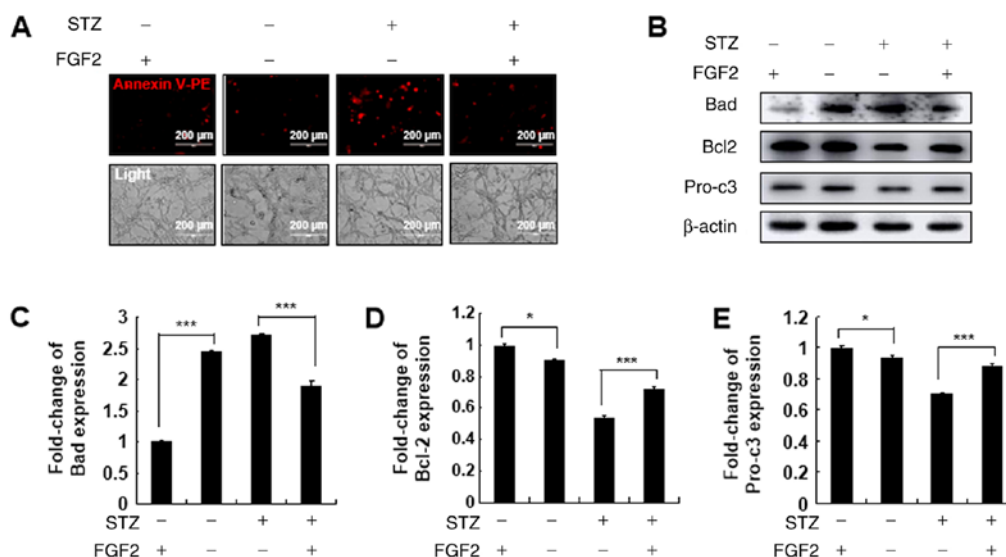 A
STZ − − + +
FGF2 + − − +
Annexin V-PE
200 µm 200 µm 200 µm 200 µm
Light
200 µm 200 µm 200 µm 200 µm
B
STZ − − + +
FGF2 + − − +
Bad
Bcl2
Pro-c3
β-actin
C
Fold-change of
Bad expression
3
2.5
2
1.5
1
0.5
0
*** ***
STZ − − + +
FGF2 + − − +
D
Fold-change of
Bcl-2 expression
1.2
1
0.8
0.6
0.4
0.2
0
* ***
STZ − − + +
FGF2 + − − +
E
Fold-change of
Pro-c3 expression
1.2
1
0.8
0.6
0.4
0.2
0
* ***
STZ − − + +
FGF2 + − − +